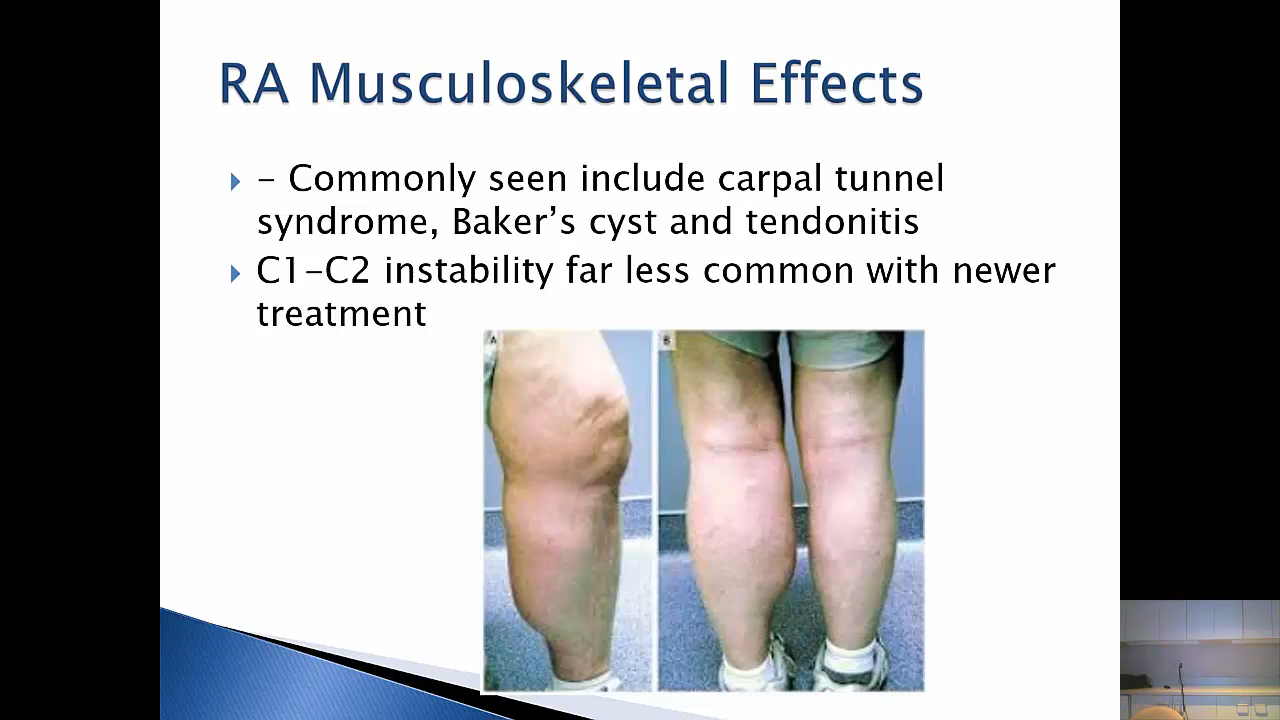 RA Musculoskeletal Effects
- Commonly seen include carpal tunnel
syndrome, Baker’s cyst and tendonitis
C1-C2 instability far less common with newer
treatment
A
B